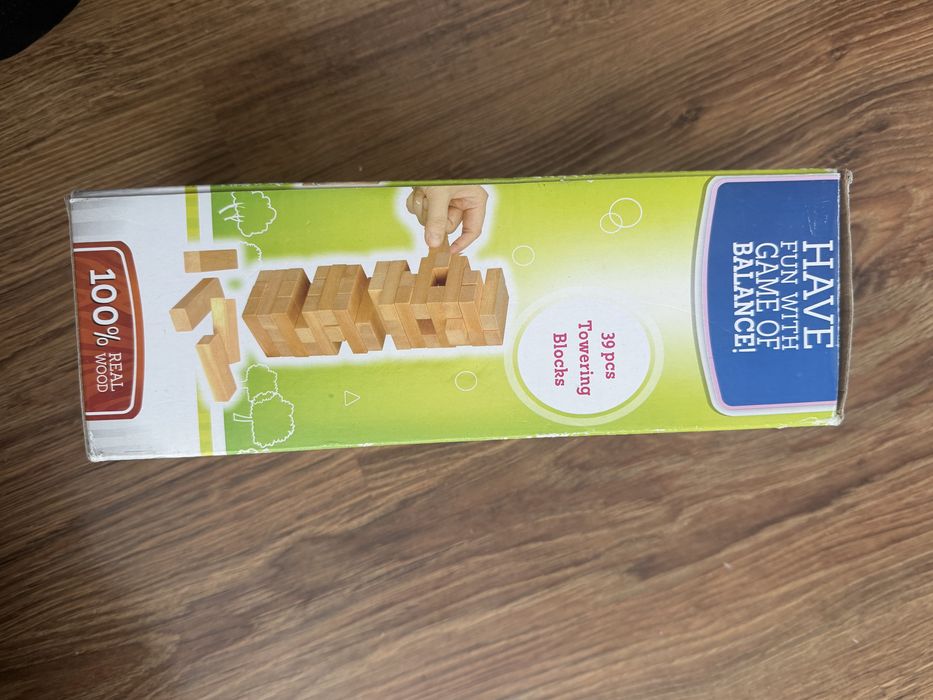 HAVE
FUN WITH
GAME OF
BALANCE!
39 pcs
Towering
Blocks
100% REAL
WOOD